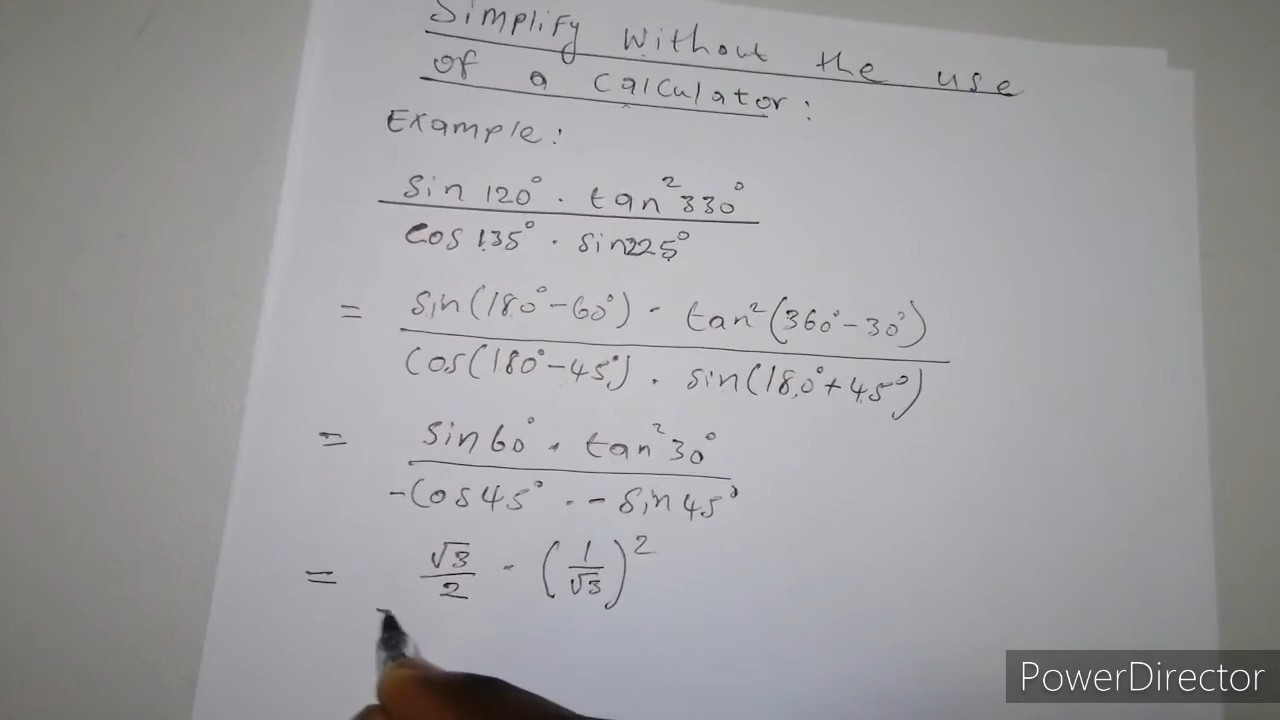 Simplify without the use
of a calculator:
Example:
sin 120° · tan² 330°
cos 135° · sin 225°
= sin(180° - 60°) · tan²(360° - 30°)
cos(180° - 45°) · sin(180° + 45°)
= sin 60° · tan² 30°
-cos 45° · - sin 45°
= √3/2 · (1/√3)²
PowerDirector